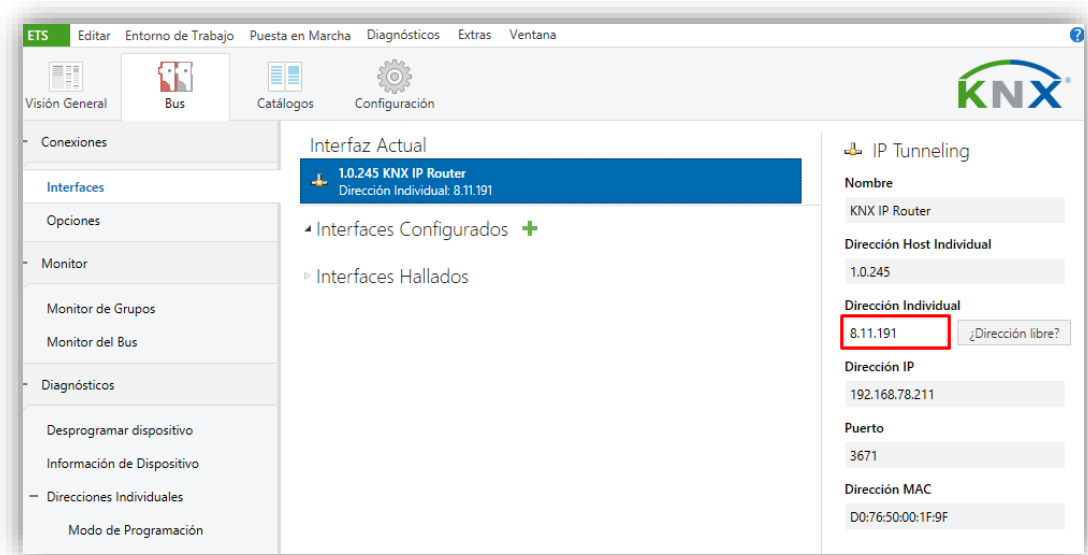 ETS Editar Entorno de Trabajo Puesta en Marcha Diagnósticos Extras Ventana ?
Visión General Bus Catálogos Configuración
KNX®
Conexiones
Interfaces
Opciones
Monitor
Monitor de Grupos
Monitor del Bus
Diagnósticos
Desprogramar dispositivo
Información de Dispositivo
Direcciones Individuales
Modo de Programación
Interfaz Actual
1.0.245 KNX IP Router
Dirección Individual: 8.11.191
Interfaces Configurados
Interfaces Hallados
IP Tunneling
Nombre
KNX IP Router
Dirección Host Individual
1.0.245
Dirección Individual
8.11.191 ¿Dirección libre?
Dirección IP
192.168.78.211
Puerto
3671
Dirección MAC
D0:76:50:00:1F:9F